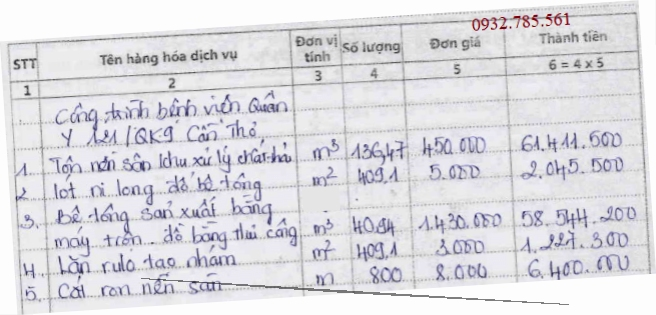 0932.785.561
STT Tên hàng hóa dịch vụ Đơn vị tính Số lượng Đơn giá Thành tiền
1 2 3 4 5 6 = 4 x 5
Công trình bệnh viện Quân
Y 121/QK9 Cần Thơ
1. Tôn nền sân khu xử lý chất thải m³ 136,47 450.000 61.411.500
2 lót ni long đổ bê tông m² 409,1 5.000 2.045.500
3. Bê tông sản xuất bằng
máy trộn đổ bằng thủ công m³ 40.94 1.430.000 58.544.200
4. Lăn rulo tạo nhám m² 409,1 3.000 1.227.300
5. Cắt ron nền sân m 800 8.000 6.400.000